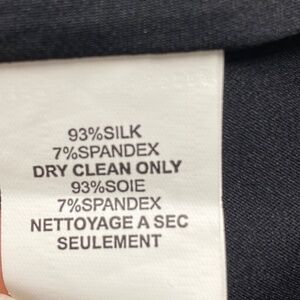 93%SILK
7%SPANDEX
DRY CLEAN ONLY
93%SOIE
7%SPANDEX
NETTOYAGE A SEC
SEULEMENT